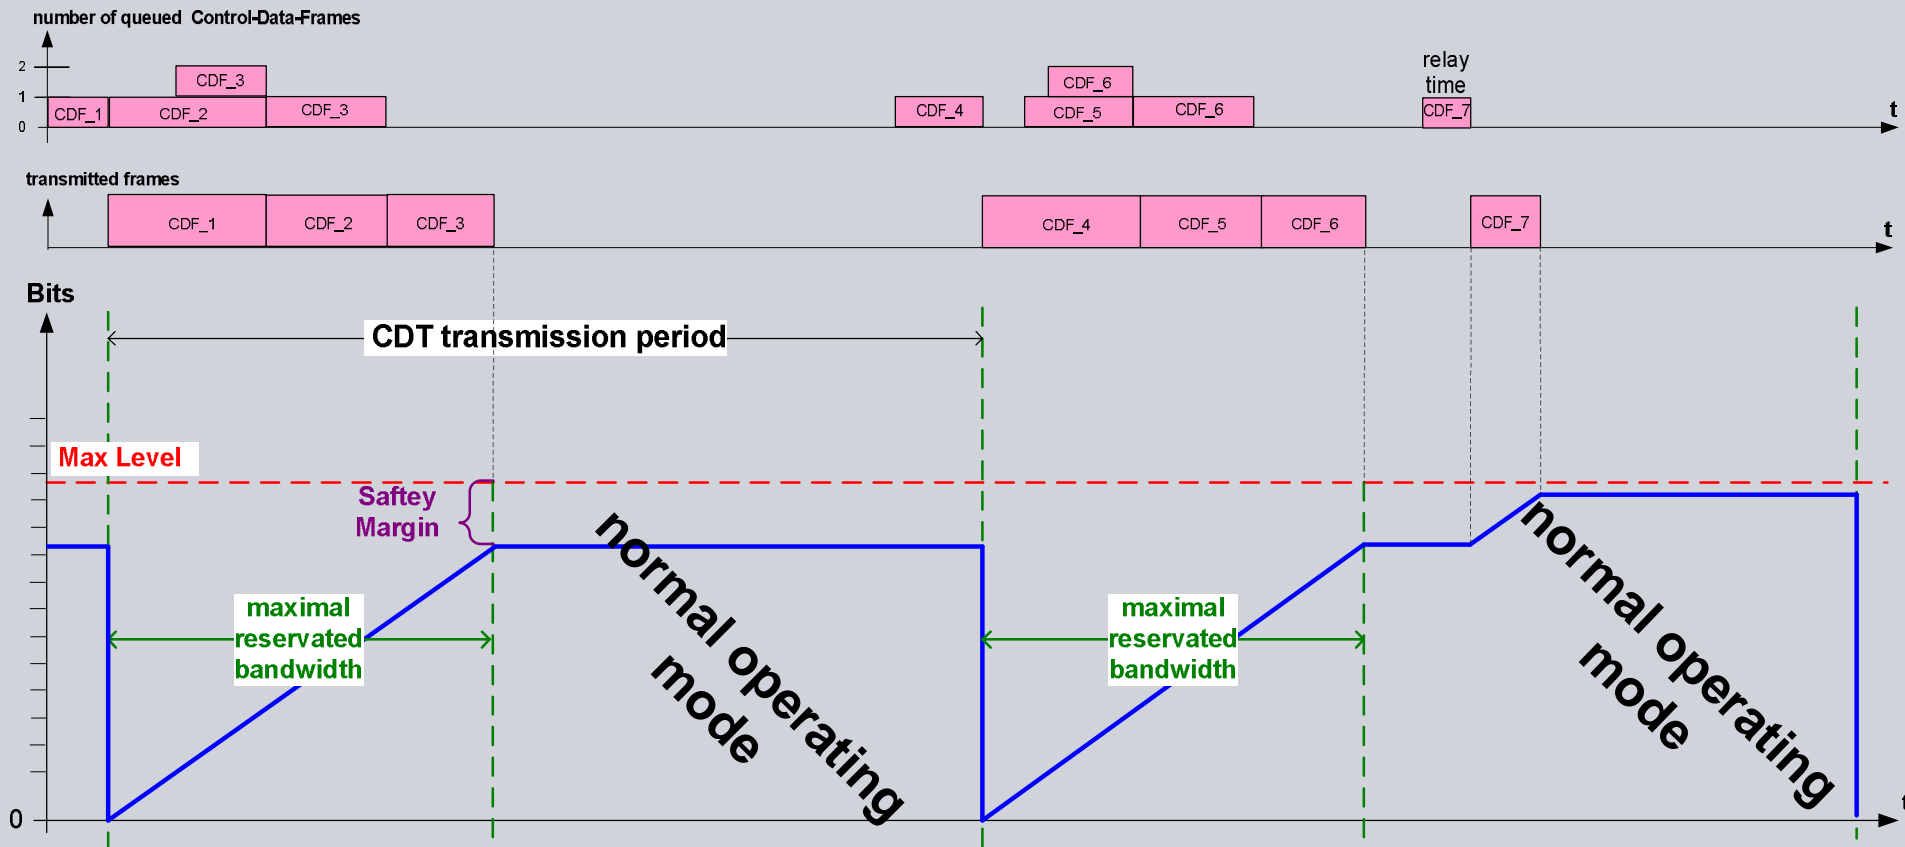 number of queued Control-Data-Frames
2
1
0
CDF_3
CDF_1
CDF_2
CDF_3
CDF_4
CDF_6
CDF_5
CDF_6
relay
time
CDF_7
t
transmitted frames
CDF_1
CDF_2
CDF_3
CDF_4
CDF_5
CDF_6
CDF_7
t
Bits
CDT transmission period
Max Level
Saftey
Margin
maximal
reservated
bandwidth
normal operating
mode
maximal
reservated
bandwidth
normal operating
mode
0
t